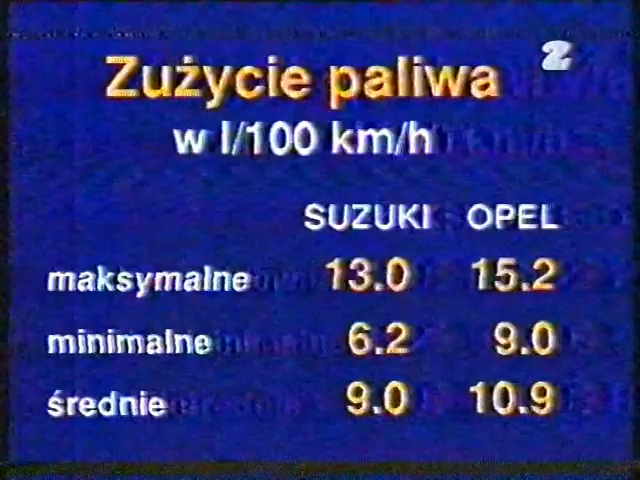 2
Zużycie paliwa
w l/100 km/h
SUZUKI OPEL
maksymalne 13.0 15.2
minimalne 6.2 9.0
średnie 9.0 10.9